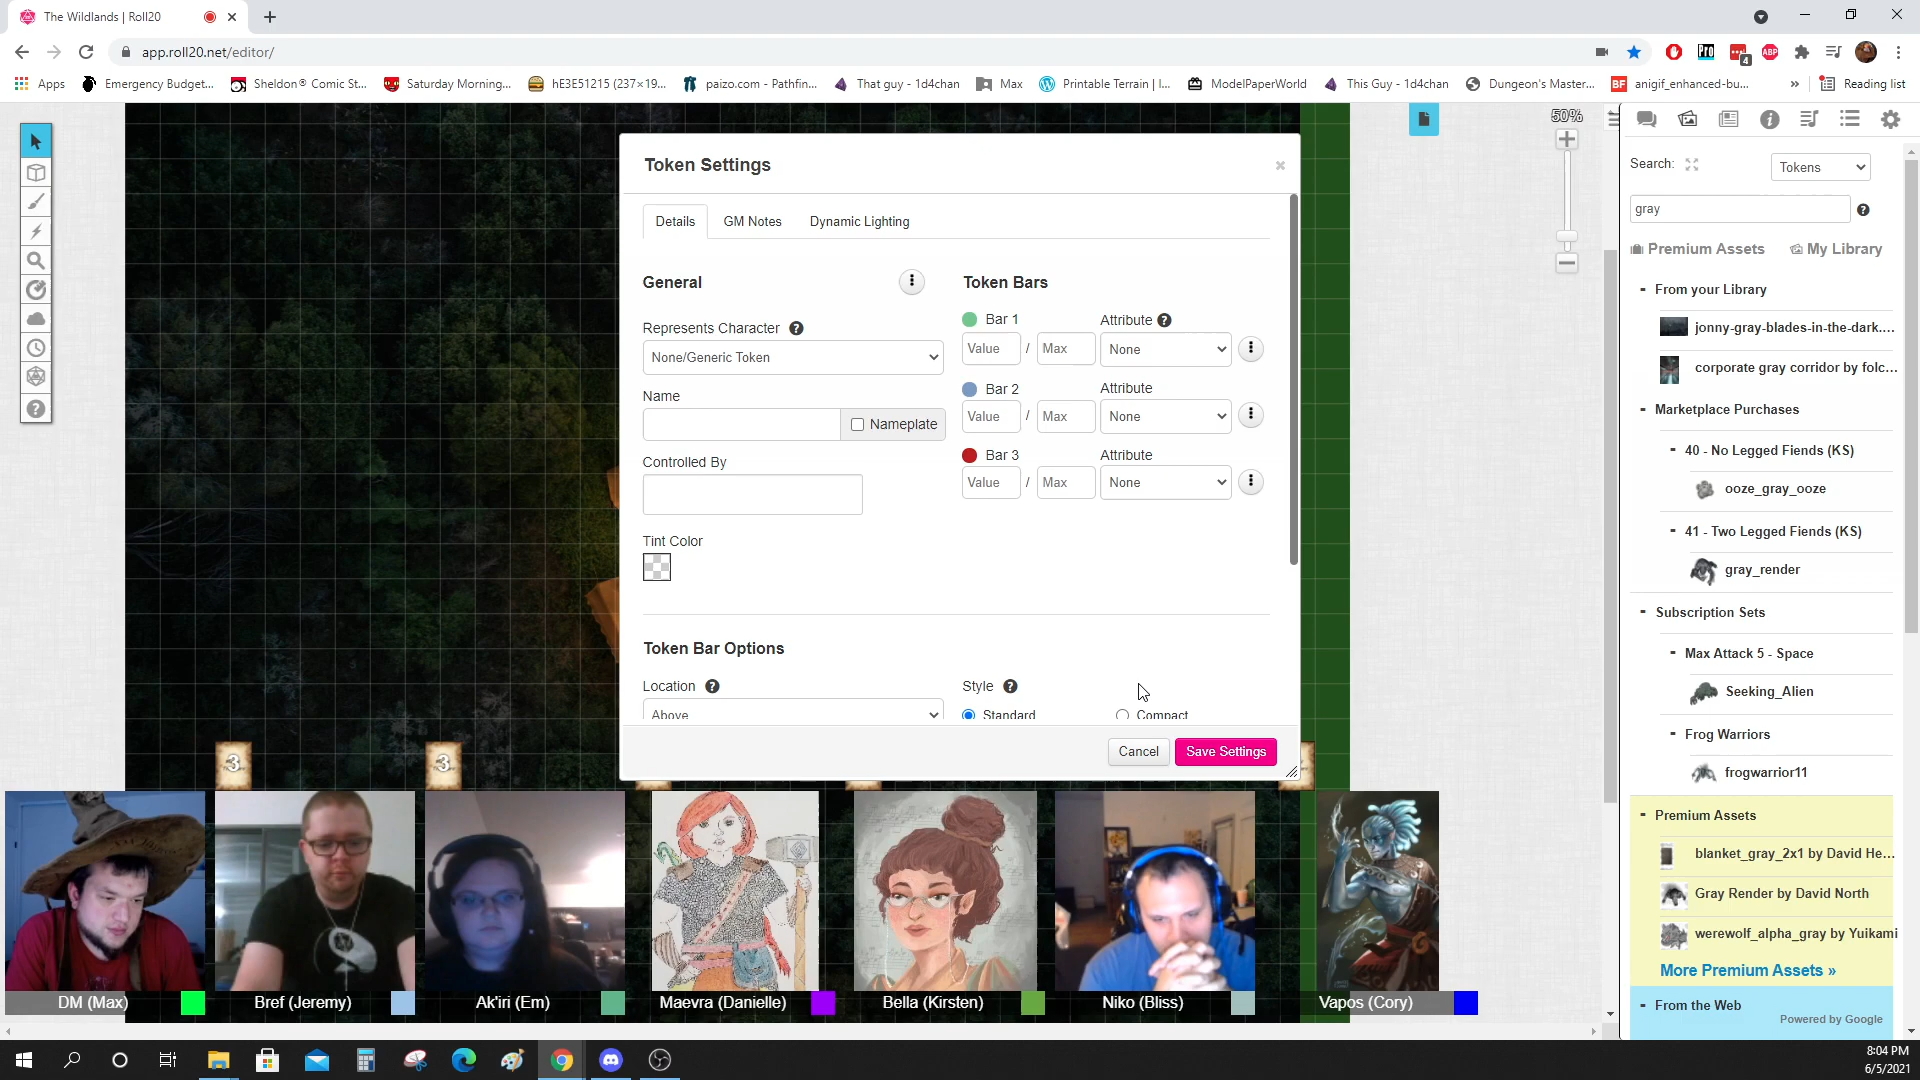 The Wildlands | Roll20
app.roll20.net/editor/
Apps
Emergency Budget...
Sheldon® Comic St...
Saturday Morning...
hE3E51215 (237×19...
paizo.com - Pathfin...
That guy - 1d4chan
Max
Printable Terrain | I...
ModelPaperWorld
This Guy - 1d4chan
Dungeon's Master...
BF anigif_enhanced-bu...
»
Reading list
4
ABP
50%
Token Settings
Details
GM Notes
Dynamic Lighting
General
Represents Character
None/Generic Token
Name
Nameplate
Controlled By
Tint Color
Token Bars
Bar 1
Attribute
Value / Max
None
Bar 2
Attribute
Value / Max
None
Bar 3
Attribute
Value / Max
None
Token Bar Options
Location
Above
Style
Standard
Compact
Cancel
Save Settings
Search:
Tokens
gray
Premium Assets
My Library
- From your Library
jonny-gray-blades-in-the-dark....
corporate gray corridor by folc...
- Marketplace Purchases
- 40 - No Legged Fiends (KS)
ooze_gray_ooze
- 41 - Two Legged Fiends (KS)
gray_render
- Subscription Sets
- Max Attack 5 - Space
Seeking_Alien
- Frog Warriors
frogwarrior11
- Premium Assets
blanket_gray_2x1 by David He...
Gray Render by David North
werewolf_alpha_gray by Yuikami
More Premium Assets »
- From the Web
Powered by Google
3
3
DM (Max)
Bref (Jeremy)
Ak'iri (Em)
Maevra (Danielle)
Bella (Kirsten)
Niko (Bliss)
Vapos (Cory)
8:04 PM
6/5/2021